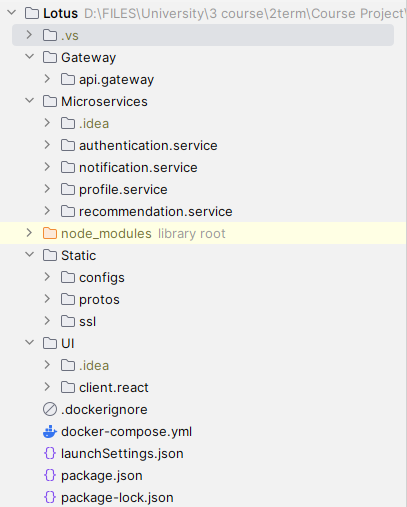 Lotus D:\FILES\University\3 course\2term\Course Project\
.vs
Gateway
api.gateway
Microservices
.idea
authentication.service
notification.service
profile.service
recommendation.service
node_modules library root
Static
configs
protos
ssl
UI
.idea
client.react
.dockerignore
docker-compose.yml
launchSettings.json
package.json
package-lock.json